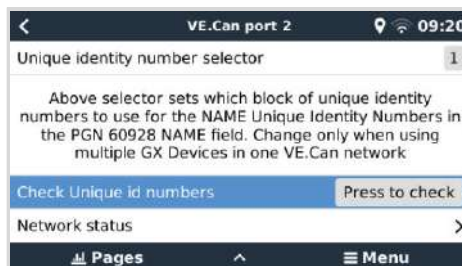 VE.Can port 2
09:20
Unique identity number selector
1
Above selector sets which block of unique identity
numbers to use for the NAME Unique Identity Numbers in
the PGN 60928 NAME field. Change only when using
multiple GX Devices in one VE.Can network
Check Unique id numbers
Press to check
Network status
Pages
Menu